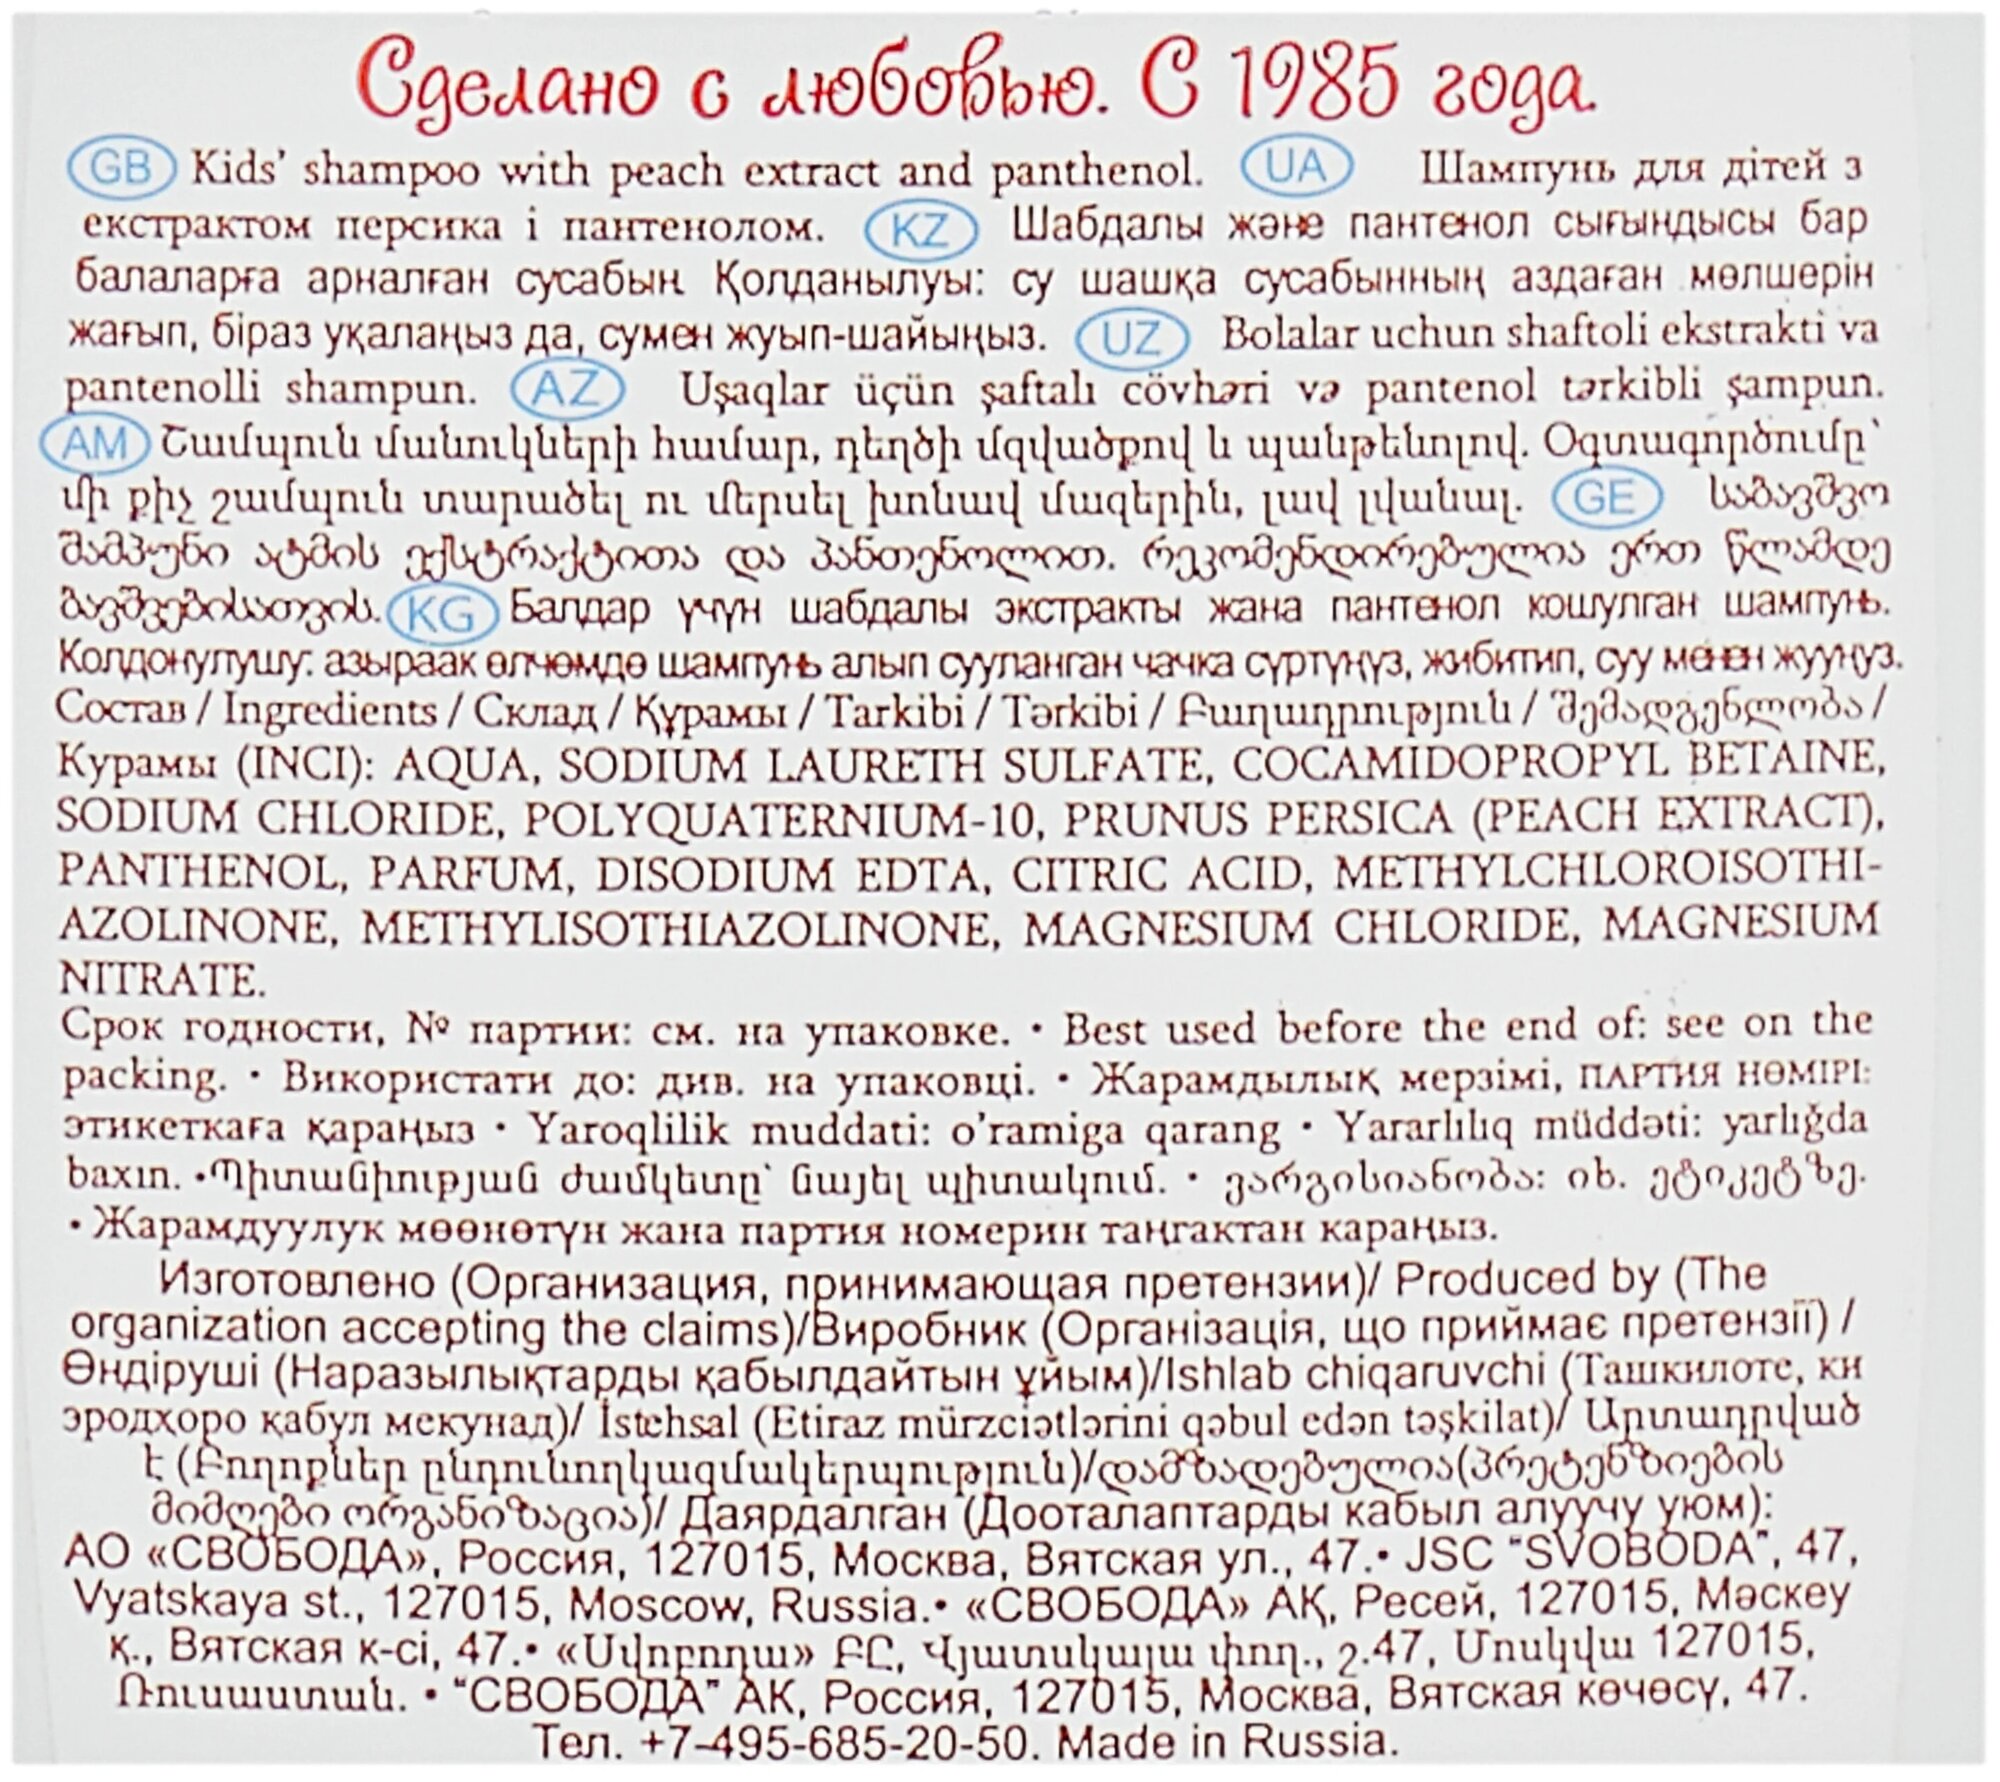 Сделано с любовью. С 1985 года.
GB Kids' shampoo with peach extract and panthenol. UA Шампунь для дітей з
екстрактом персика і пантенолом. KZ Шабдалы және пантенол сығындысы бар
балаларға арналған сусабын. Қолданылуы: су шашқа сусабынның аздаған мөлшерін
жағып, біраз уқалаңыз да, сумен жуып-шайыңыз. UZ Bolalar uchun shaftoli ekstrakti va
pantenolli shampun. AZ Uşaqlar üçün şaftalı cövhəri və pantenol tərkibli şampun.
AM Շամպուն մանուկների համար, դեղձի մզվածքով և պանթենոլով. Օգտագործումը՝
մի քիչ շամպուն տարածել ու մերսել խոնավ մազերին, լավ լվանալ. GE საბავშვო
შამპუნი ატმის ექსტრაქტითა და პანთენოლით. რეკომენდირებულია ერთ წლამდე
ბავშვებისათვის. KG Балдар үчүн шабдалы экстракты жана пантенол кошулган шампунь.
Колдонулушу: азыраак өлчөмдө шампунь алып сууланган чачка сүртүңүз, жибитип, суу менен жууңуз.
Состав / Ingredients / Склад / Құрамы / Tarkibi / Tərkibi / Բաղադրություն / შემადგენლობა /
Курамы (INCI): AQUA, SODIUM LAURETH SULFATE, COCAMIDOPROPYL BETAINE,
SODIUM CHLORIDE, POLYQUATERNIUM-10, PRUNUS PERSICA (PEACH EXTRACT),
PANTHENOL, PARFUM, DISODIUM EDTA, CITRIC ACID, METHYLCHLOROISOTHI-
AZOLINONE, METHYLISOTHIAZOLINONE, MAGNESIUM CHLORIDE, MAGNESIUM
NITRATE.
Срок годности, № партии: см. на упаковке. • Best used before the end of: see on the
packing. • Використати до: див. на упаковці. • Жарамдылық мерзімі, ПАРТИЯ НӨМІРІ:
этикеткаға қараңыз • Yaroqlilik muddati: o'ramiga qarang • Yararlılıq müddəti: yarlığda
baxın. •Պիտանիության ժամկետը՝ նայել պիտակում. • ვარგისიანობა: იხ. ეტიკეტზე.
• Жарамдуулук мөөнөтүн жана партия номерин таңгактан караңыз.
Изготовлено (Организация, принимающая претензии)/ Produced by (The
organization accepting the claims)/Виробник (Організація, що приймає претензії) /
Өндіруші (Наразылықтарды қабылдайтын ұйым)/Ishlab chiqaruvchi (Ташкилоте, ки
эродҳоро қабул мекунад)/ İstehsal (Etiraz mürzciətlərini qəbul edən təşkilat)/ Արտադրված
է (Բողոքներ ընդունողկազմակերպություն)/დამზადებულია(პრეტენზიების
მიმღები ორგანიზაცია)/ Даярдалган (Дооталаптарды кабыл алуучу уюм):
АО «СВОБОДА», Россия, 127015, Москва, Вятская ул., 47.• JSC "SVOBODA", 47,
Vyatskaya st., 127015, Moscow, Russia.• «СВОБОДА» АҚ, Ресей, 127015, Мәскеу
қ., Вятская к-сі, 47.• «Սվոբոդա» ԲԸ, Վյատսկայա փող., շ.47, Մոսկվա 127015,
Ռուսաստան. • "СВОБОДА" АК, Россия, 127015, Москва, Вятская көчөсү, 47.
Тел. +7-495-685-20-50. Made in Russia.